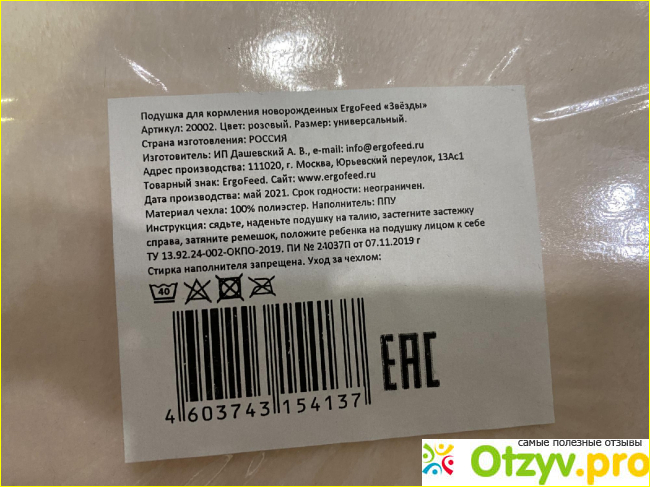 Подушка для кормления новорожденных ErgoFeed «Звёзды»
Артикул: 20002. Цвет: розовый. Размер: универсальный.
Страна изготовления: РОССИЯ
Изготовитель: ИП Дашевский А. В., e-mail: info@ergofeed.ru
Адрес производства: 111020, г. Москва, Юрьевский переулок, 13Ас1
Товарный знак: ErgoFeed. Сайт: www.ergofeed.ru
Дата производства: май 2021. Срок годности: неограничен.
Материал чехла: 100% полиэстер. Наполнитель: ППУ
Инструкция: сядьте, наденьте подушку на талию, застегните застежку
справа, затяните ремешок, положите ребенка на подушку лицом к себе
ТУ 13.92.24-002-ОКПО-2019. ПИ № 24037П от 07.11.2019 г
Стирка наполнителя запрещена. Уход за чехлом:
40
4 603743 154137
EAC
самые полезные отзывы
Otzyv.pro